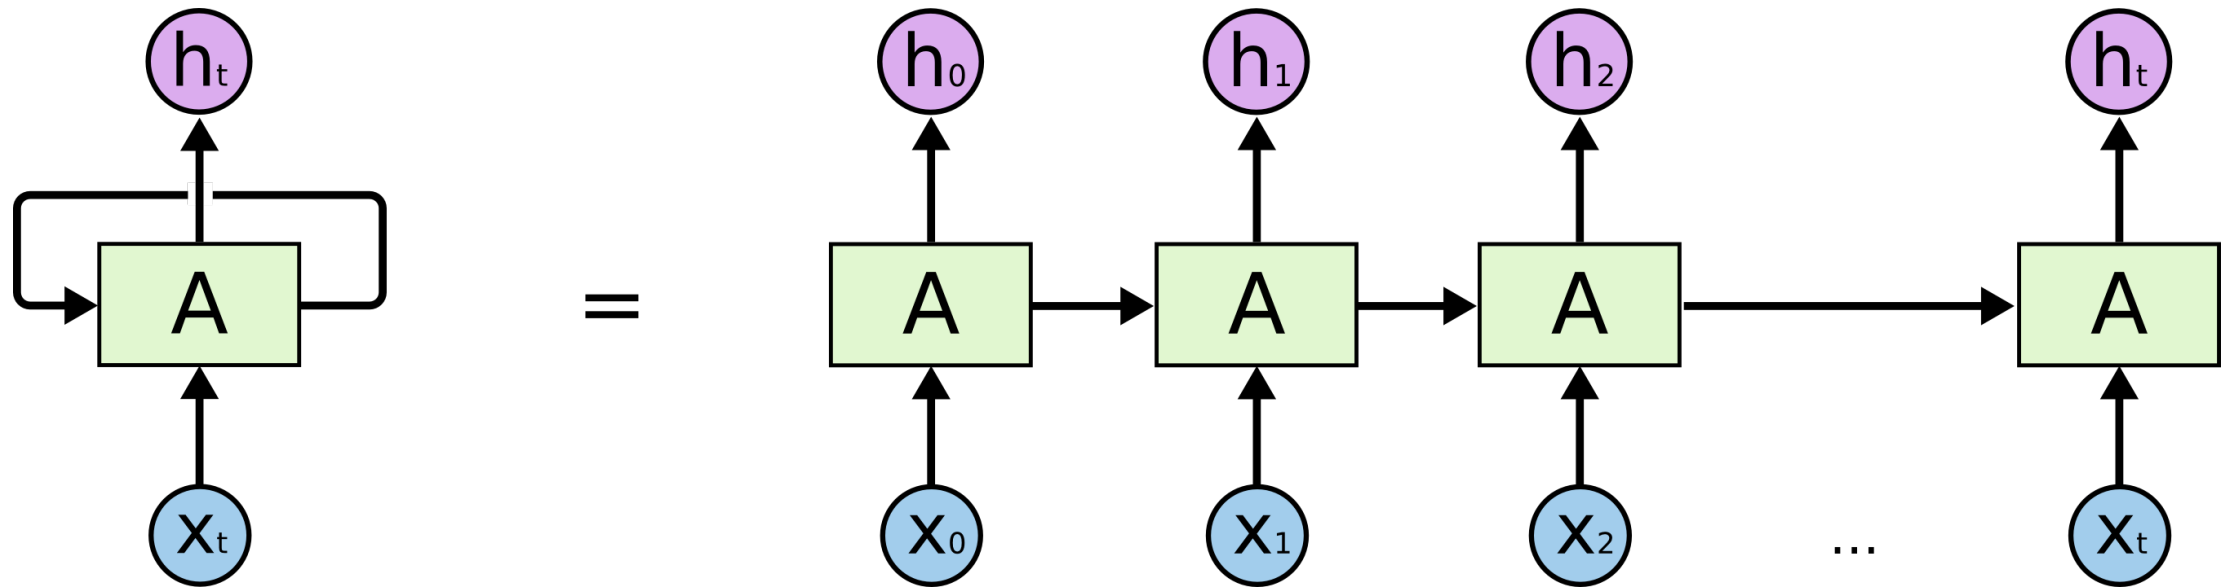 hₜ h₀ h₁ h₂ hₜ
A = A A A A
xₜ x₀ x₁ x₂ ... xₜ